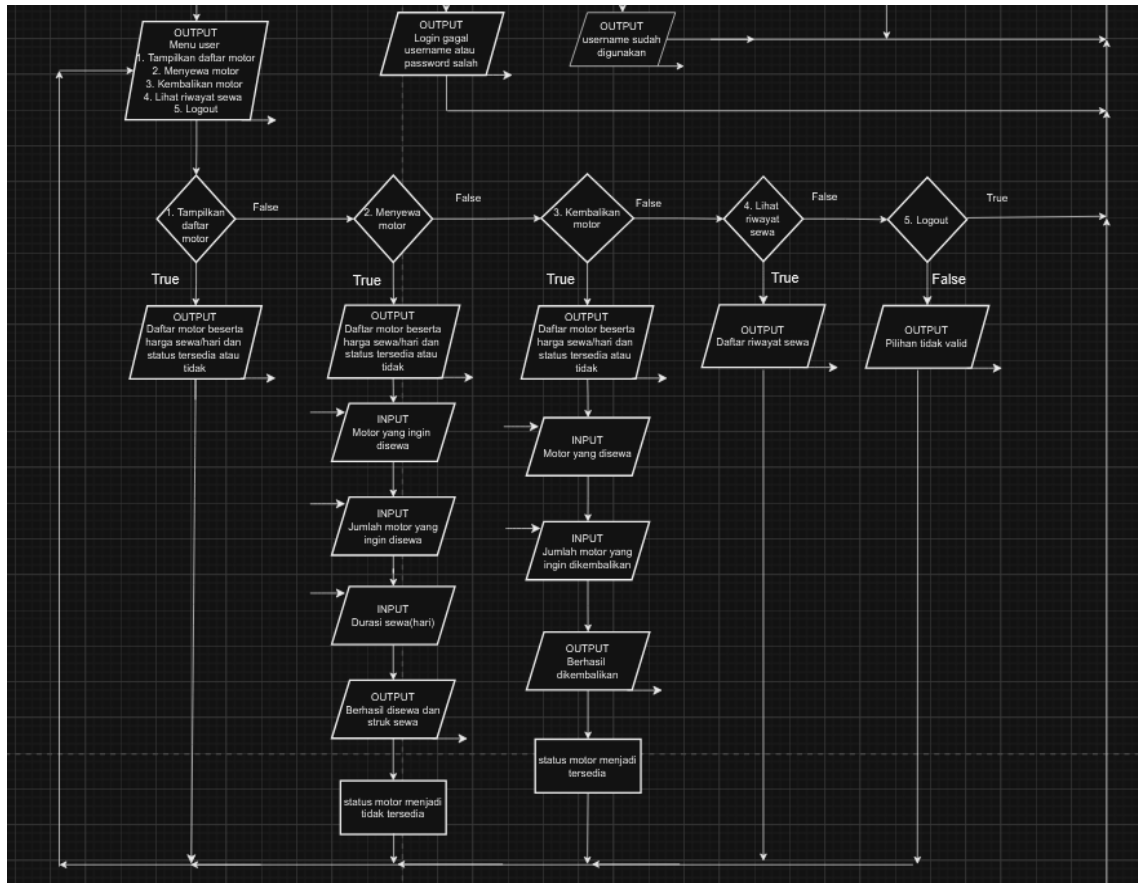 OUTPUT
Menu user
1. Tampilkan daftar motor
2. Menyewa motor
3. Kembalikan motor
4. Lihat riwayat sewa
5. Logout
OUTPUT
Login gagal
username atau
password salah
OUTPUT
username sudah
digunakan
1. Tampilkan
daftar
motor
False
2. Menyewa
motor
False
3. Kembalikan
motor
False
4. Lihat
riwayat
sewa
False
5. Logout
True
True
True
True
True
False
OUTPUT
Daftar motor beserta
harga sewa/hari dan
status tersedia atau
tidak
OUTPUT
Daftar motor beserta
harga sewa/hari dan
status tersedia atau
tidak
OUTPUT
Daftar motor beserta
harga sewa/hari dan
status tersedia atau
tidak
OUTPUT
Daftar riwayat sewa
OUTPUT
Pilihan tidak valid
INPUT
Motor yang ingin
disewa
INPUT
Jumlah motor yang
ingin disewa
INPUT
Durasi sewa(hari)
OUTPUT
Berhasil disewa dan
struk sewa
status motor menjadi
tidak tersedia
INPUT
Motor yang disewa
INPUT
Jumlah motor yang
ingin dikembalikan
OUTPUT
Berhasil
dikembalikan
status motor menjadi
tersedia